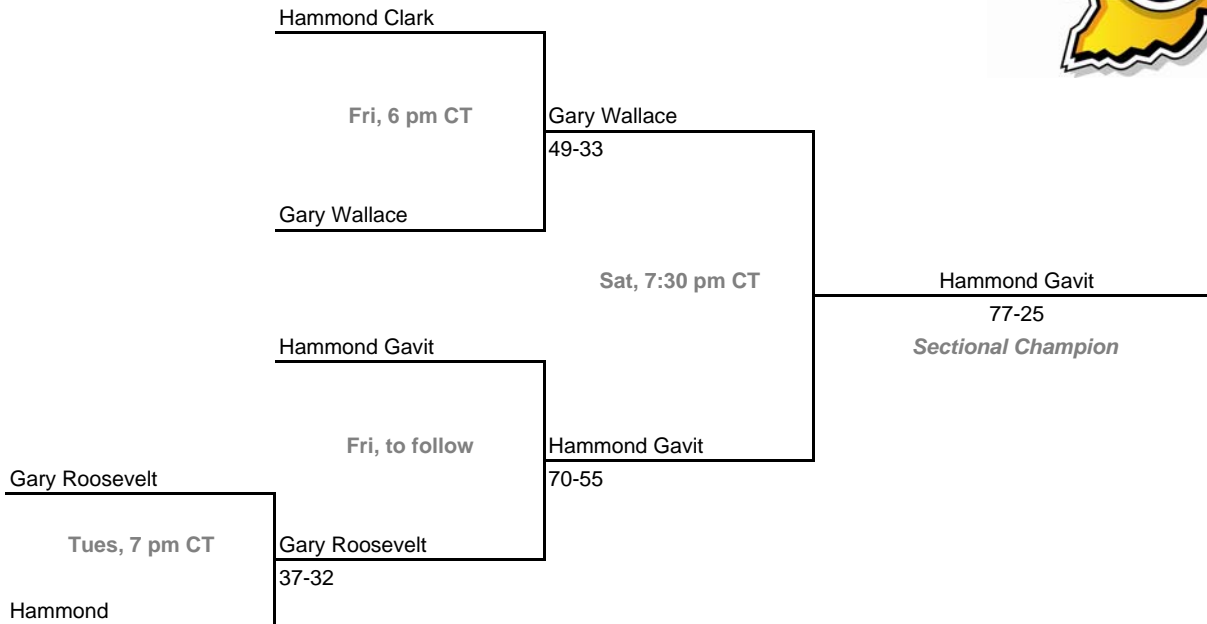 Hammond Clark
Fri, 6 pm CT
Gary Wallace
49-33
Gary Wallace
Sat, 7:30 pm CT
Hammond Gavit
77-25
Sectional Champion
Hammond Gavit
Fri, to follow
Hammond Gavit
70-55
Gary Roosevelt
Tues, 7 pm CT
Gary Roosevelt
37-32
Hammond